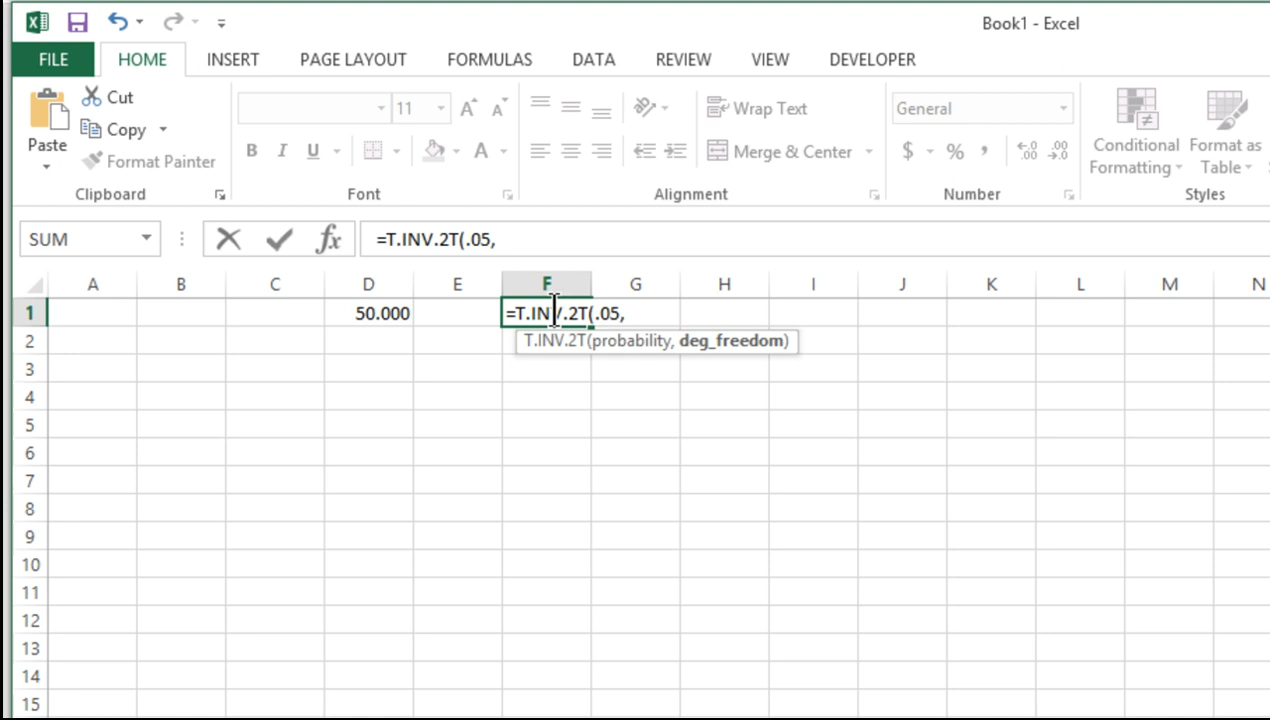 Book1 - Excel
FILE HOME INSERT PAGE LAYOUT FORMULAS DATA REVIEW VIEW DEVELOPER
Cut
Copy
Format Painter
Paste
Clipboard
11
B I U A
Font
Wrap Text
Merge & Center
Alignment
General
$ % ,
Number
Conditional
Formatting
Format as
Table
Styles
SUM
fx
=T.INV.2T(.05,
A B C D E F G H I J K L M N
1 50.000 =T.INV.2T(.05,
T.INV.2T(probability, deg_freedom)
2
3
4
5
6
7
8
9
10
11
12
13
14
15